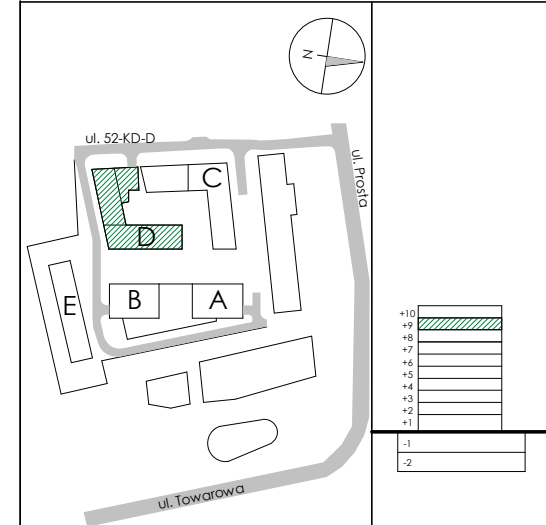 N
ul. 52-KD-D
ul. Prosta
C
D
E
B
A
ul. Towarowa
+10
+9
+8
+7
+6
+5
+4
+3
+2
+1
-1
-2